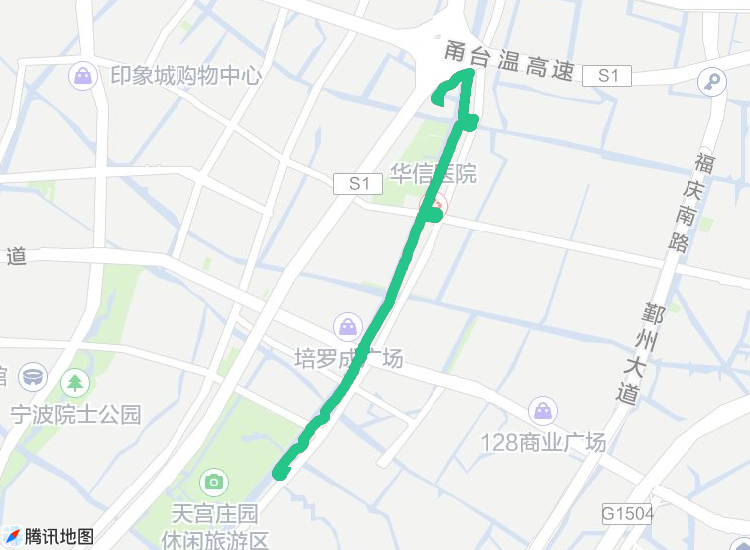 甬台温高速
S1
印象城购物中心
华信医院
S1
福庆南路
道
鄞州大道
培罗成广场
馆
宁波院士公园
128商业广场
天宫庄园
休闲旅游区
G1504
腾讯地图